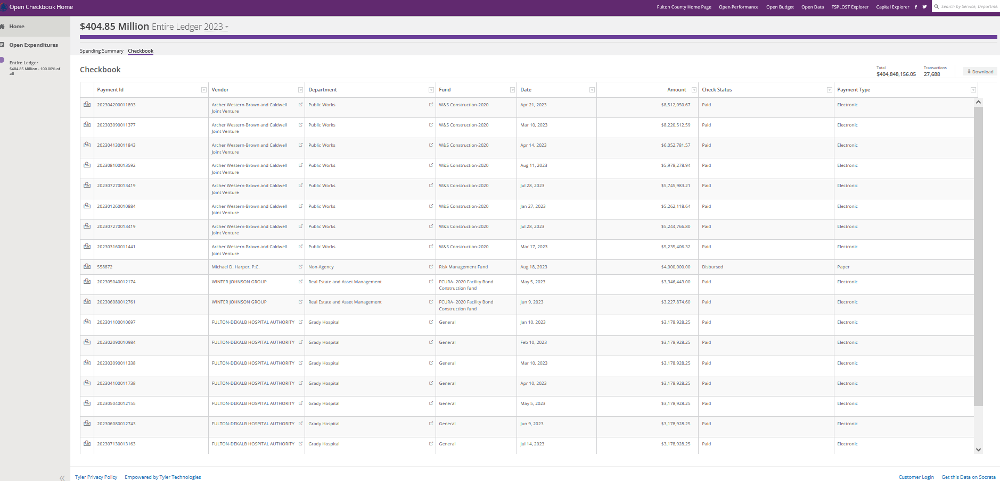 Open Checkbook Home
Fulton County Home Page Open Performance Open Budget Open Data TSPLOST Explorer Capital Explorer f Search by Service, Departme
Home
Open Expenditures
Entire Ledger
$404.85 Million - 100.00% of
all
$404.85 Million Entire Ledger 2023
Spending Summary Checkbook
Checkbook
Total
$404,848,156.05
Transactions
27,688
Download
Payment Id Vendor Department Fund Date Amount Check Status Payment Type
202304200011893 Archer Western-Brown and Caldwell Public Works W&S Construction-2020 Apr 21, 2023 $8,512,050.67 Paid Electronic
Joint Venture
202303090011377 Archer Western-Brown and Caldwell Public Works W&S Construction-2020 Mar 10, 2023 $8,220,512.59 Paid Electronic
Joint Venture
202304130011843 Archer Western-Brown and Caldwell Public Works W&S Construction-2020 Apr 14, 2023 $6,052,781.57 Paid Electronic
Joint Venture
202308100013592 Archer Western-Brown and Caldwell Public Works W&S Construction-2020 Aug 11, 2023 $5,978,278.94 Paid Electronic
Joint Venture
202307270013419 Archer Western-Brown and Caldwell Public Works W&S Construction-2020 Jul 28, 2023 $5,745,983.21 Paid Electronic
Joint Venture
202301260010884 Archer Western-Brown and Caldwell Public Works W&S Construction-2020 Jan 27, 2023 $5,262,118.64 Paid Electronic
Joint Venture
202307270013419 Archer Western-Brown and Caldwell Public Works W&S Construction-2020 Jul 28, 2023 $5,244,766.80 Paid Electronic
Joint Venture
202303160011441 Archer Western-Brown and Caldwell Public Works W&S Construction-2020 Mar 17, 2023 $5,235,406.32 Paid Electronic
Joint Venture
558872 Michael D. Harper, P.C. Non-Agency Risk Management Fund Aug 18, 2023 $4,000,000.00 Disbursed Paper
202305040012174 WINTER JOHNSON GROUP Real Estate and Asset Management FCURA- 2020 Facility Bond May 5, 2023 $3,346,443.00 Paid Electronic
Construction fund
202306080012761 WINTER JOHNSON GROUP Real Estate and Asset Management FCURA- 2020 Facility Bond Jun 9, 2023 $3,227,874.60 Paid Electronic
Construction fund
202301100010697 FULTON-DEKALB HOSPITAL AUTHORITY Grady Hospital General Jan 10, 2023 $3,178,928.25 Paid Electronic
202302090010984 FULTON-DEKALB HOSPITAL AUTHORITY Grady Hospital General Feb 10, 2023 $3,178,928.25 Paid Electronic
202303090011338 FULTON-DEKALB HOSPITAL AUTHORITY Grady Hospital General Mar 10, 2023 $3,178,928.25 Paid Electronic
202304100011738 FULTON-DEKALB HOSPITAL AUTHORITY Grady Hospital General Apr 10, 2023 $3,178,928.25 Paid Electronic
202305040012155 FULTON-DEKALB HOSPITAL AUTHORITY Grady Hospital General May 5, 2023 $3,178,928.25 Paid Electronic
202306080012743 FULTON-DEKALB HOSPITAL AUTHORITY Grady Hospital General Jun 9, 2023 $3,178,928.25 Paid Electronic
202307130013163 FULTON-DEKALB HOSPITAL AUTHORITY Grady Hospital General Jul 14, 2023 $3,178,928.25 Paid Electronic
Tyler Privacy Policy Empowered by Tyler Technologies Customer Login Get this Data on Socrata